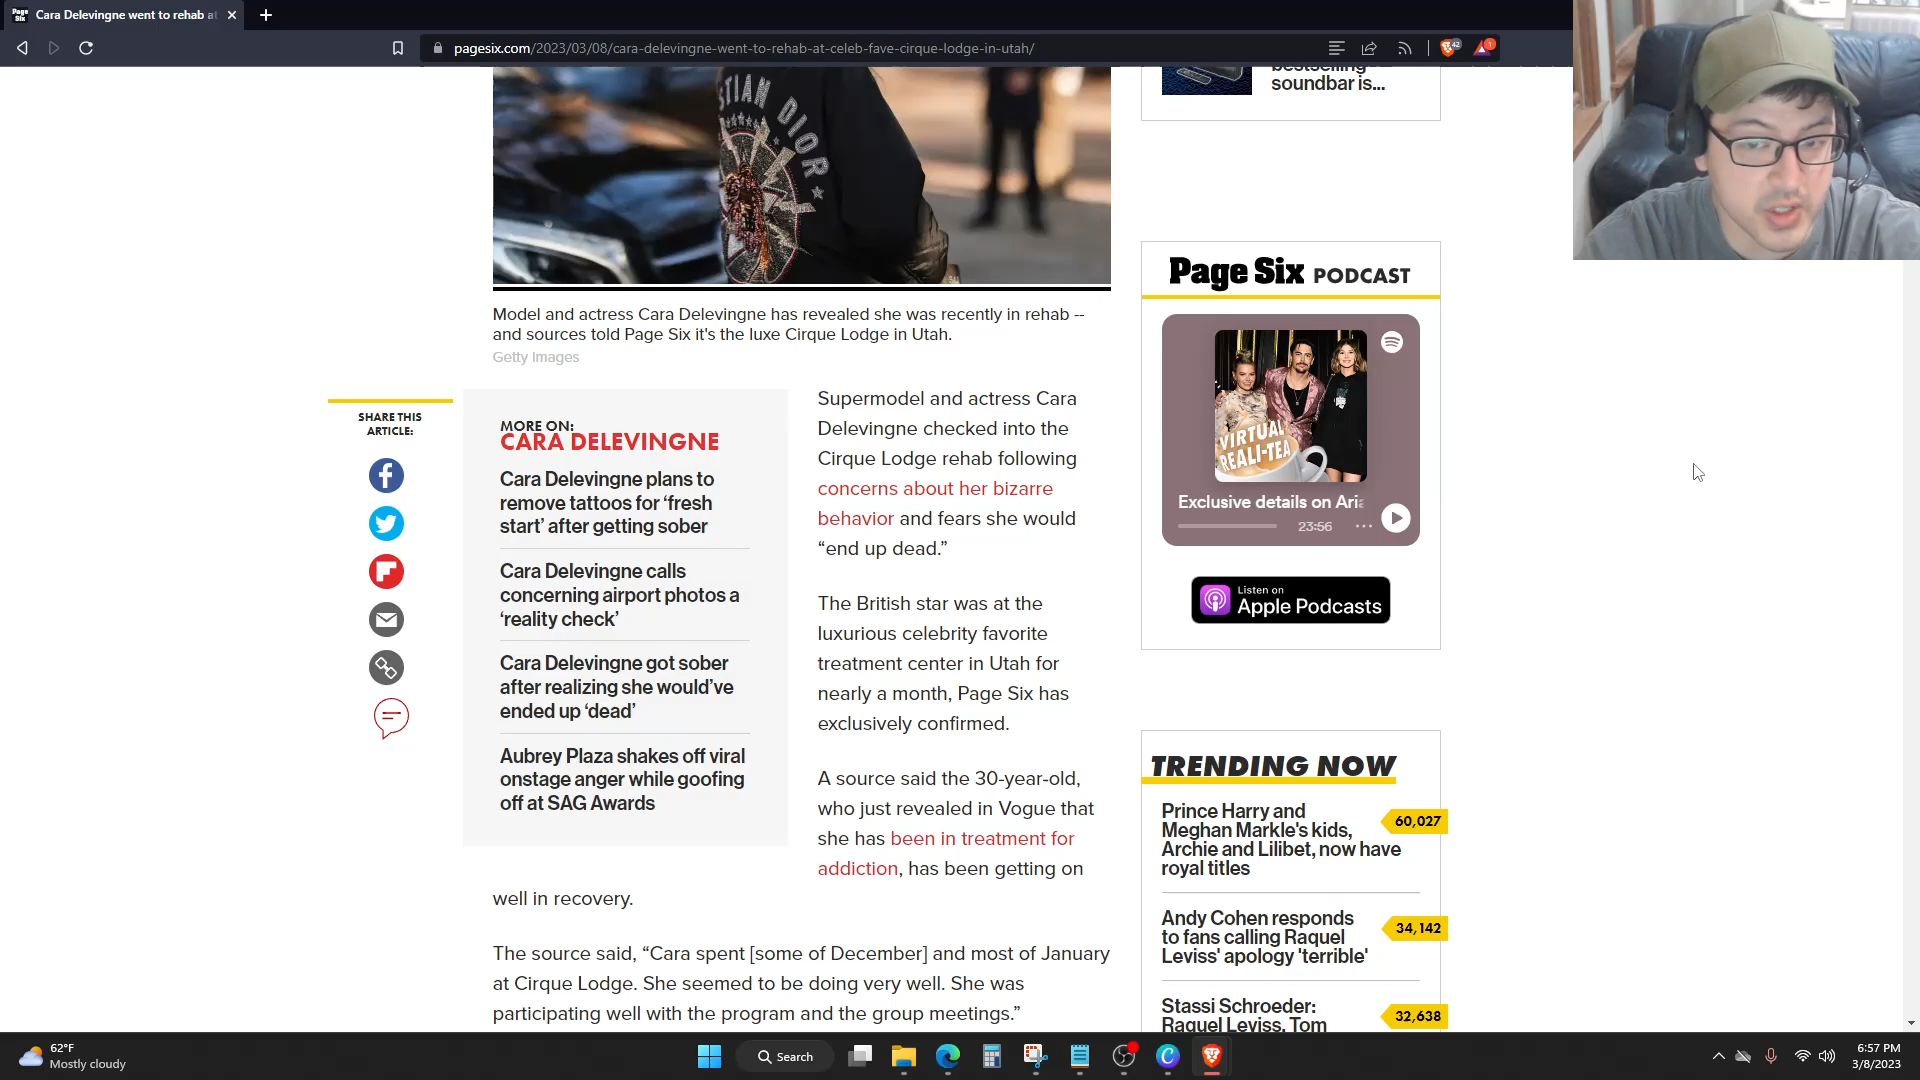 Page Six
Cara Delevingne went to rehab at
pagesix.com/2023/03/08/cara-delevingne-went-to-rehab-at-celeb-fave-cirque-lodge-in-utah/
42
1
STIAN DIOR
bestselling
soundbar is...
Page Six PODCAST
VIRTUAL
REALI-TEA
Exclusive details on Aria
23:56
Listen on
Apple Podcasts
Model and actress Cara Delevingne has revealed she was recently in rehab --
and sources told Page Six it's the luxe Cirque Lodge in Utah.
Getty Images
SHARE THIS
ARTICLE:
MORE ON:
CARA DELEVINGNE
Cara Delevingne plans to
remove tattoos for ‘fresh
start’ after getting sober
Cara Delevingne calls
concerning airport photos a
‘reality check’
Cara Delevingne got sober
after realizing she would’ve
ended up ‘dead’
Aubrey Plaza shakes off viral
onstage anger while goofing
off at SAG Awards
Supermodel and actress Cara
Delevingne checked into the
Cirque Lodge rehab following
concerns about her bizarre
behavior and fears she would
“end up dead.”
The British star was at the
luxurious celebrity favorite
treatment center in Utah for
nearly a month, Page Six has
exclusively confirmed.
A source said the 30-year-old,
who just revealed in Vogue that
she has been in treatment for
addiction, has been getting on
well in recovery.
The source said, “Cara spent [some of December] and most of January
at Cirque Lodge. She seemed to be doing very well. She was
participating well with the program and the group meetings.”
TRENDING NOW
Prince Harry and
Meghan Markle's kids,
Archie and Lilibet, now have
royal titles
60,027
Andy Cohen responds
to fans calling Raquel
Leviss' apology 'terrible'
34,142
Stassi Schroeder:
Raquel Leviss, Tom
32,638
62°F
Mostly cloudy
Search
6:57 PM
3/8/2023